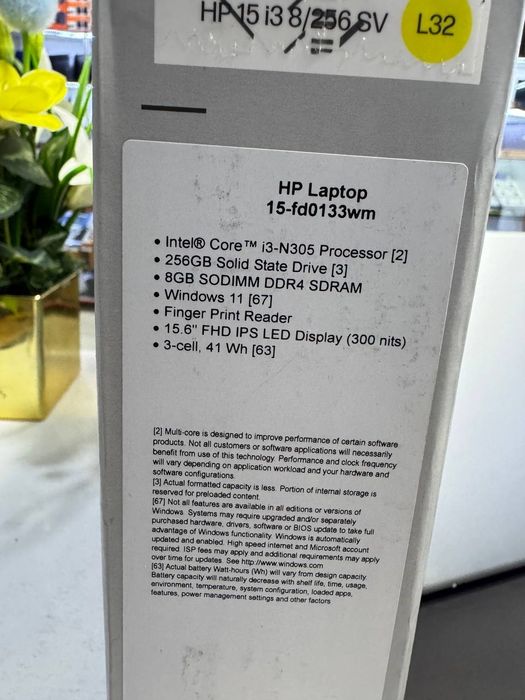 HP 15 i3 8/256 SV
L32
HP Laptop
15-fd0133wm
• Intel® Core™ i3-N305 Processor [2]
• 256GB Solid State Drive [3]
• 8GB SODIMM DDR4 SDRAM
• Windows 11 [67]
• Finger Print Reader
• 15.6" FHD IPS LED Display (300 nits)
• 3-cell, 41 Wh [63]
[2] Multi-core is designed to improve performance of certain software
products. Not all customers or software applications will necessarily
benefit from use of this technology. Performance and clock frequency
will vary depending on application workload and your hardware and
software configurations.
[3] Actual formatted capacity is less. Portion of internal storage is
reserved for preloaded content.
[67] Not all features are available in all editions or versions of
Windows. Systems may require upgraded and/or separately
purchased hardware, drivers, software or BIOS update to take full
advantage of Windows functionality. Windows is automatically
updated and enabled. High speed internet and Microsoft account
required. ISP fees may apply and additional requirements may apply
over time for updates. See http://www.windows.com
[63] Actual battery Watt-hours (Wh) will vary from design capacity.
Battery capacity will naturally decrease with shelf life, time, usage,
environment, temperature, system configuration, loaded apps,
features, power management settings and other factors